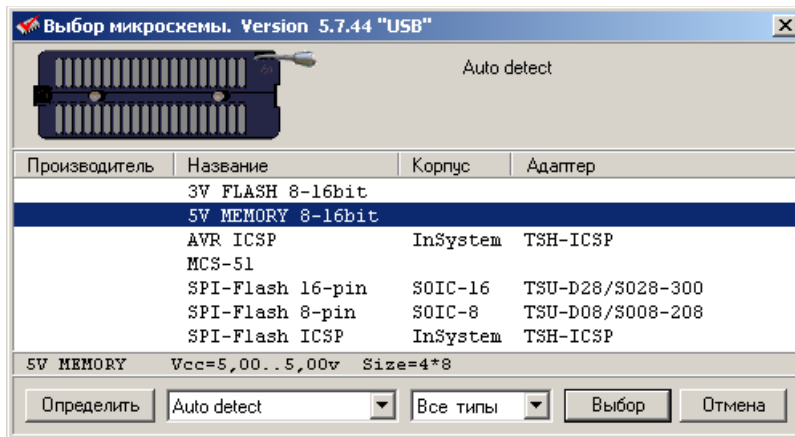 Выбор микросхемы. Version 5.7.44 "USB"
Auto detect
Производитель Название Корпус Адаптер
3V FLASH 8-16bit
5V MEMORY 8-16bit
AVR ICSP InSystem TSH-ICSP
MCS-51
SPI-Flash 16-pin SOIC-16 TSU-D28/SO28-300
SPI-Flash 8-pin SOIC-8 TSU-D08/SO08-208
SPI-Flash ICSP InSystem TSH-ICSP
5V MEMORY Vcc=5,00..5,00v Size=4*8
Определить Auto detect Все типы Выбор Отмена